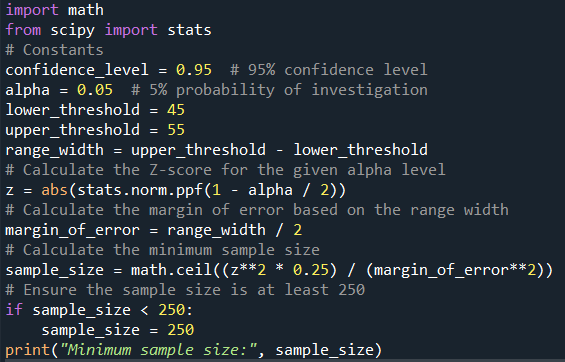 import math
from scipy import stats
# Constants
confidence_level = 0.95  # 95% confidence level
alpha = 0.05  # 5% probability of investigation
lower_threshold = 45
upper_threshold = 55
range_width = upper_threshold - lower_threshold
# Calculate the Z-score for the given alpha level
z = abs(stats.norm.ppf(1 - alpha / 2))
# Calculate the margin of error based on the range width
margin_of_error = range_width / 2
# Calculate the minimum sample size
sample_size = math.ceil((z**2 * 0.25) / (margin_of_error**2))
# Ensure the sample size is at least 250
if sample_size < 250:
    sample_size = 250
print("Minimum sample size:", sample_size)